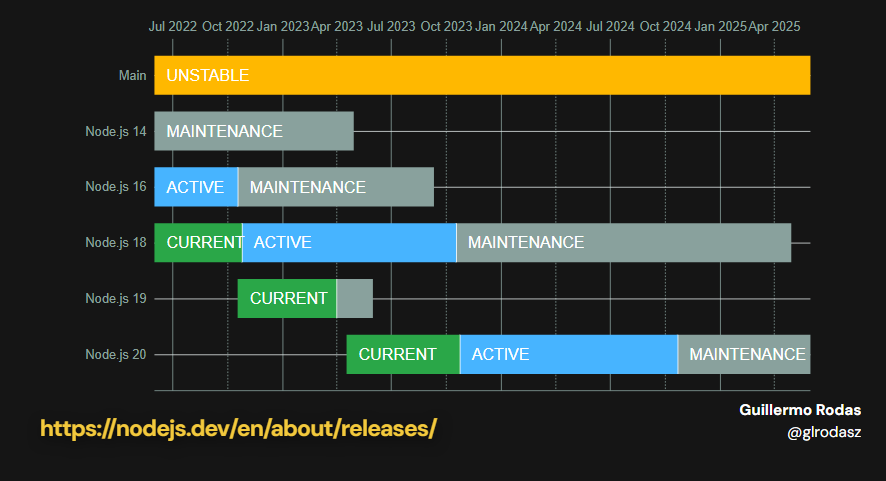 Jul 2022 Oct 2022 Jan 2023 Apr 2023 Jul 2023 Oct 2023 Jan 2024 Apr 2024 Jul 2024 Oct 2024 Jan 2025 Apr 2025
Main UNSTABLE
Node.js 14 MAINTENANCE
Node.js 16 ACTIVE MAINTENANCE
Node.js 18 CURRENT ACTIVE MAINTENANCE
Node.js 19 CURRENT
Node.js 20 CURRENT ACTIVE MAINTENANCE
https://nodejs.dev/en/about/releases/
Guillermo Rodas
@glrodasz